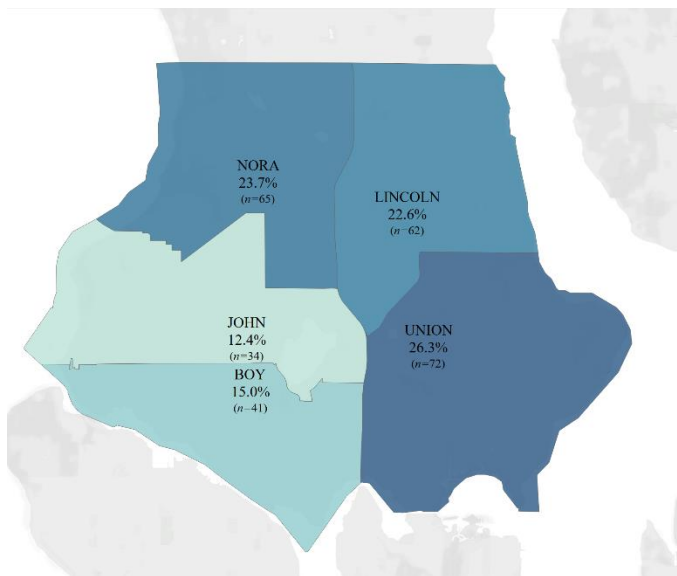 NORA
23.7%
(n=65)
LINCOLN
22.6%
(n=62)
JOHN
12.4%
(n=34)
UNION
26.3%
(n=72)
BOY
15.0%
(n=41)